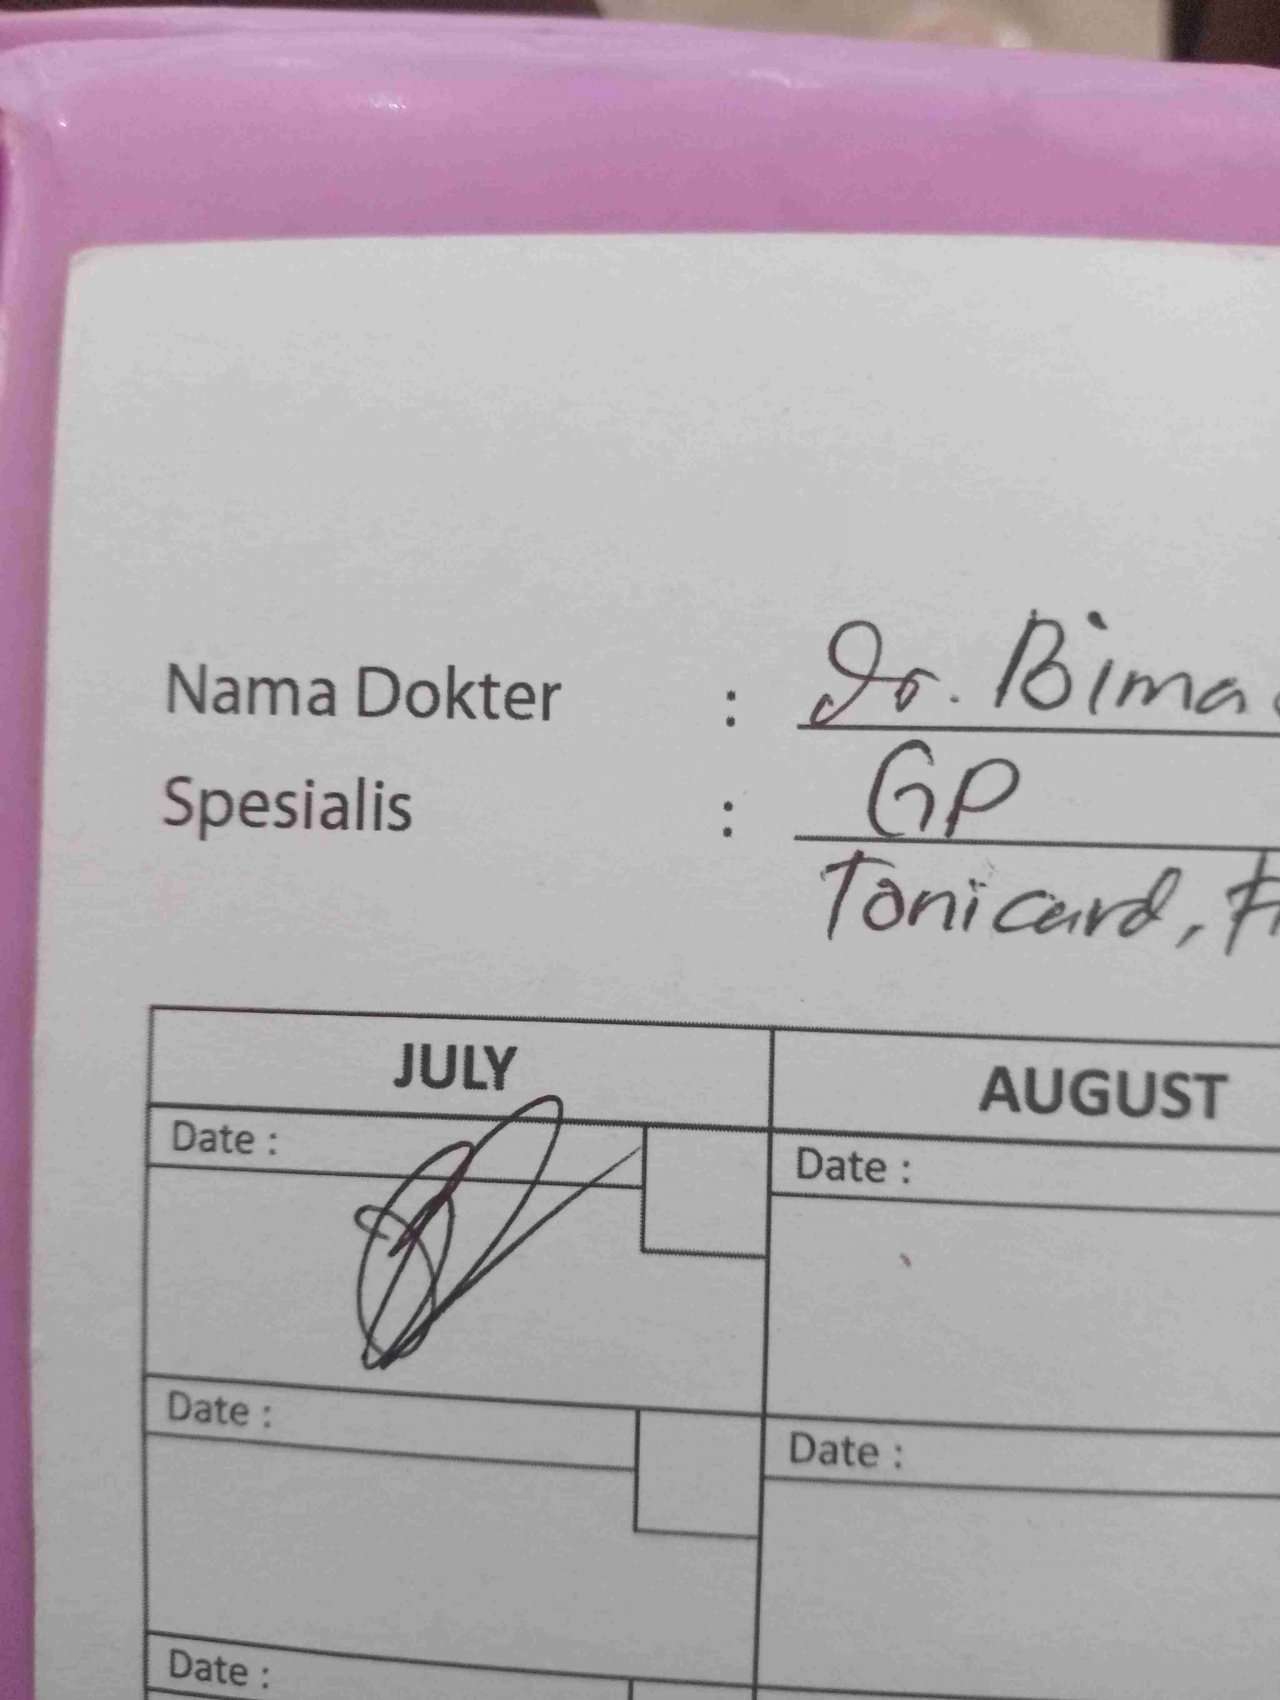 Nama Dokter : dr. Bima
Spesialis : GP
Tonicard,
JULY AUGUST
Date : Date :
Date : Date :
Date :